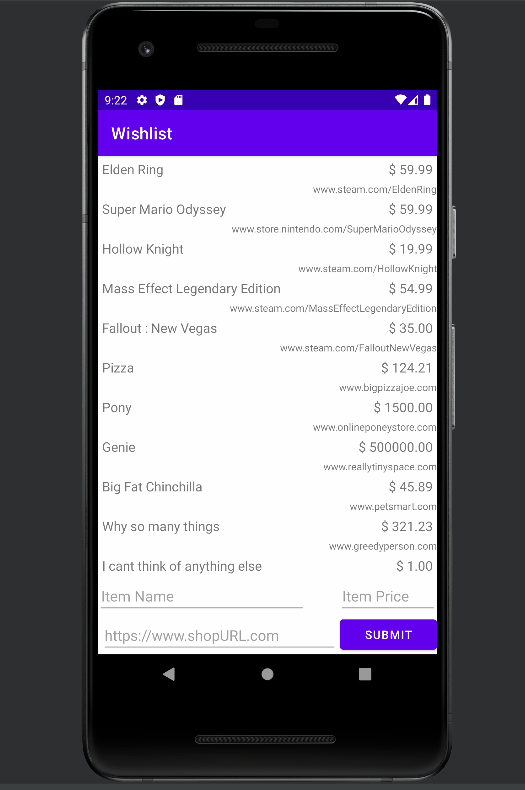 9:22
Wishlist
Elden Ring $ 59.99
www.steam.com/EldenRing
Super Mario Odyssey $ 59.99
www.store.nintendo.com/SuperMarioOdyssey
Hollow Knight $ 19.99
www.steam.com/HollowKnight
Mass Effect Legendary Edition $ 54.99
www.steam.com/MassEffectLegendaryEdition
Fallout : New Vegas $ 35.00
www.steam.com/FalloutNewVegas
Pizza $ 124.21
www.bigpizzajoe.com
Pony $ 1500.00
www.onlineponeystore.com
Genie $ 500000.00
www.reallytinyspace.com
Big Fat Chinchilla $ 45.89
www.petsmart.com
Why so many things $ 321.23
www.greedyperson.com
I cant think of anything else $ 1.00
Item Name Item Price
https://www.shopURL.com SUBMIT